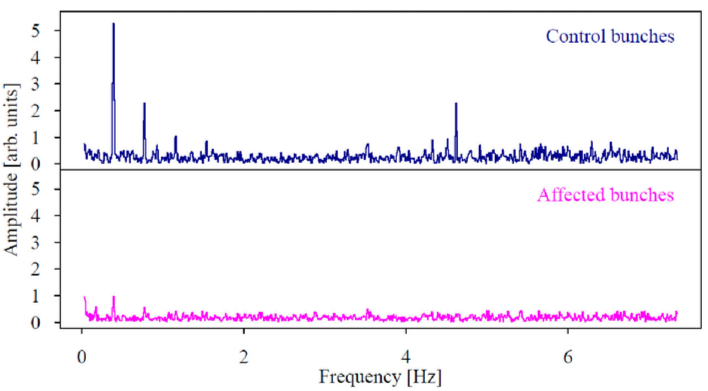 Control bunches
5
4
3
2
1
0
Affected bunches
5
4
3
2
1
0
Amplitude [arb. units]
0 2 4 6
Frequency [Hz]